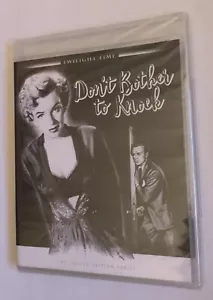 TWILIGHT TIME
Don't Bother
to Knock